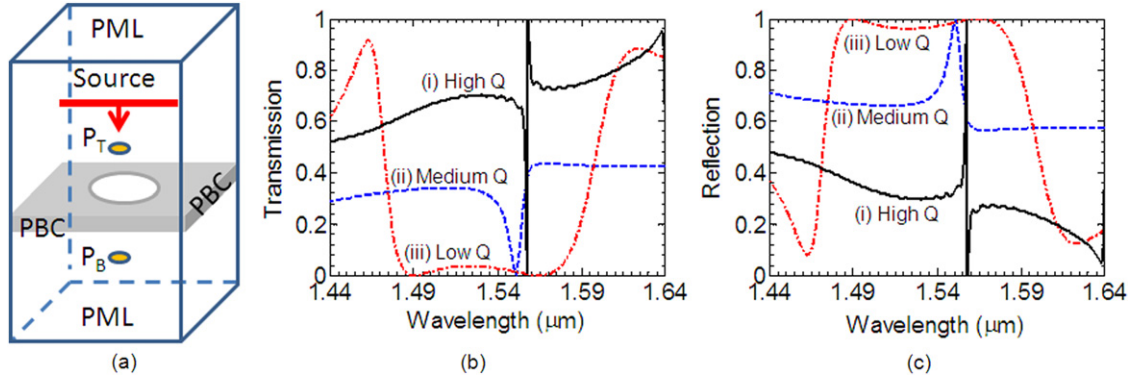 PML
Source
P_T
PBC
PBC
P_B
PML
(a)
Transmission
1
0.8
0.6
0.4
0.2
0
(i) High Q
(ii) Medium Q
(iii) Low Q
1.44
1.49
1.54
1.59
1.64
Wavelength (μm)
(b)
Reflection
1
0.8
0.6
0.4
0.2
0
(iii) Low Q
(ii) Medium Q
(i) High Q
1.44
1.49
1.54
1.59
1.64
Wavelength (μm)
(c)